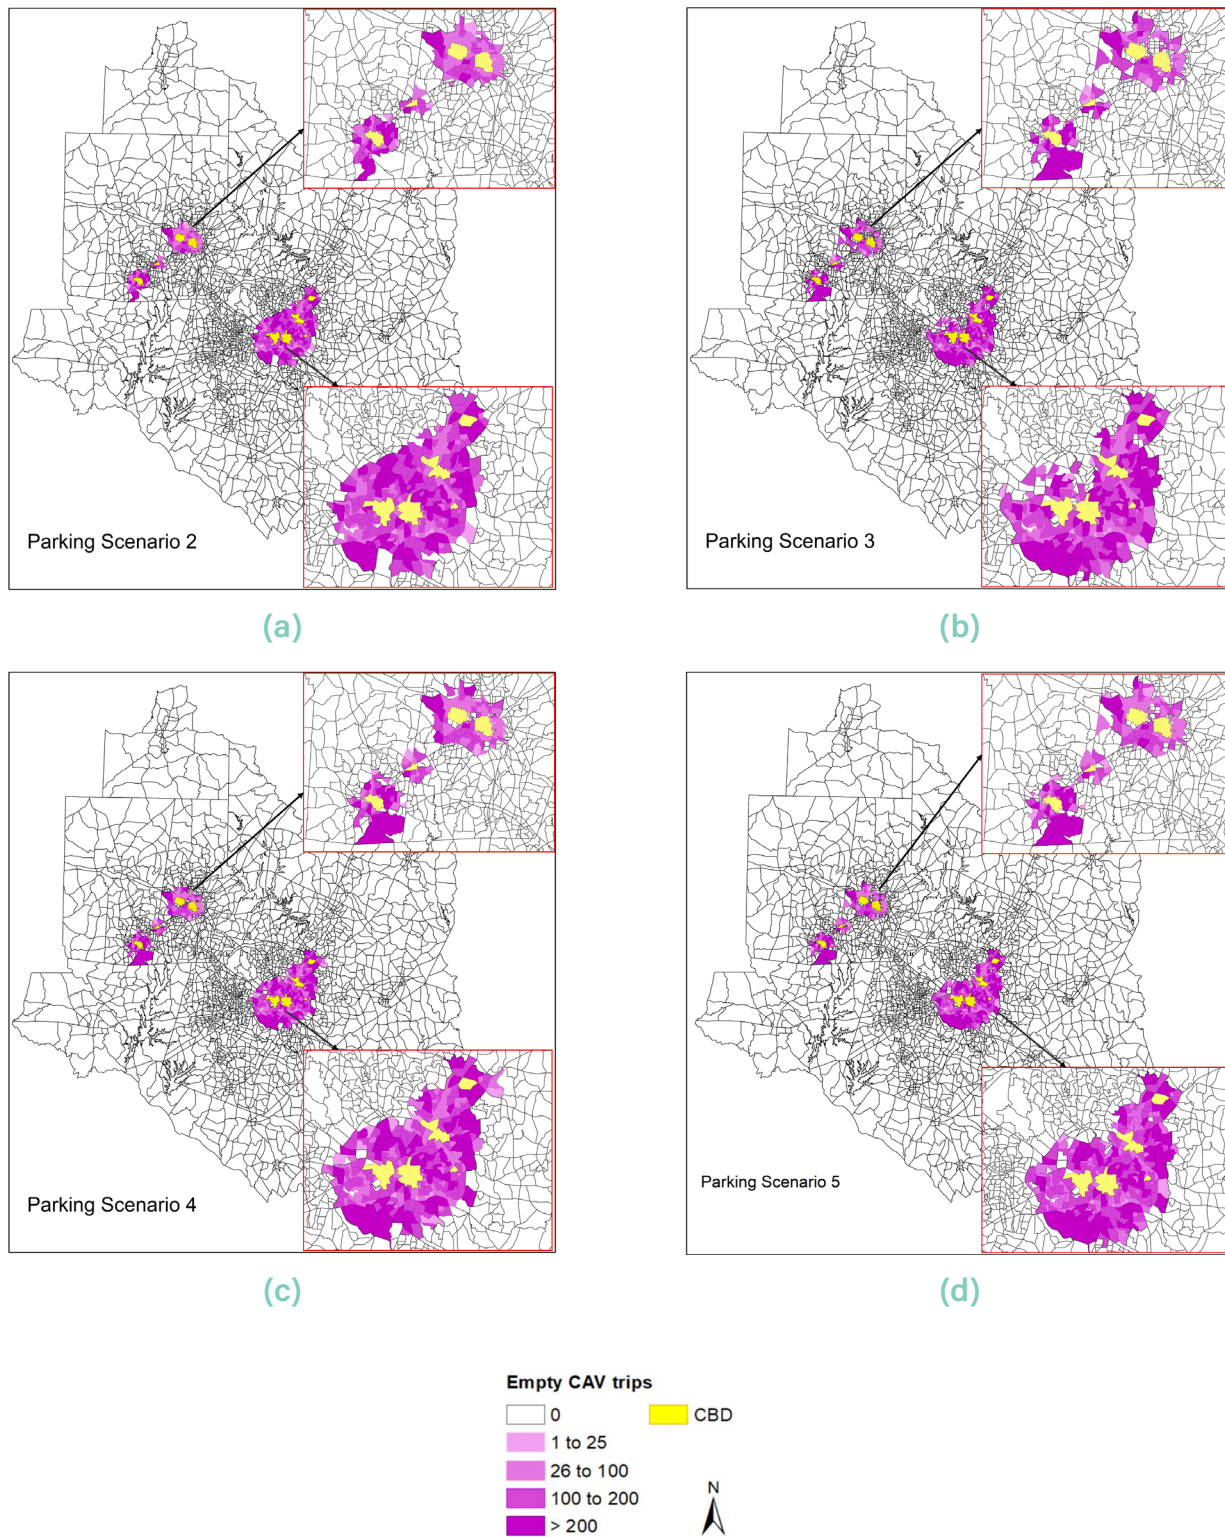 Parking Scenario 2
Parking Scenario 3
(a)
(b)
Parking Scenario 4
Parking Scenario 5
(c)
(d)
Empty CAV trips
0
CBD
1 to 25
26 to 100
100 to 200
> 200
N